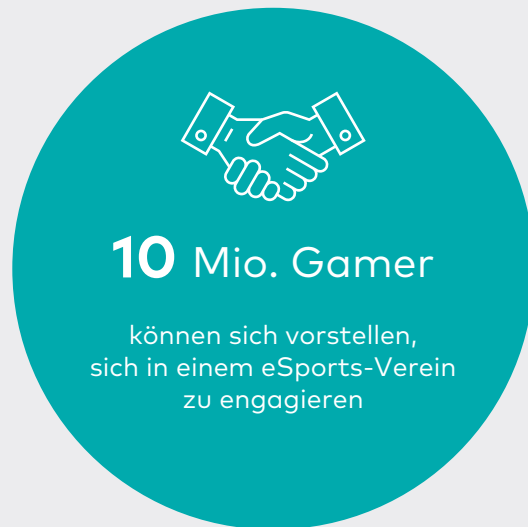 10 Mio. Gamer
können sich vorstellen,
sich in einem eSports-Verein
zu engagieren